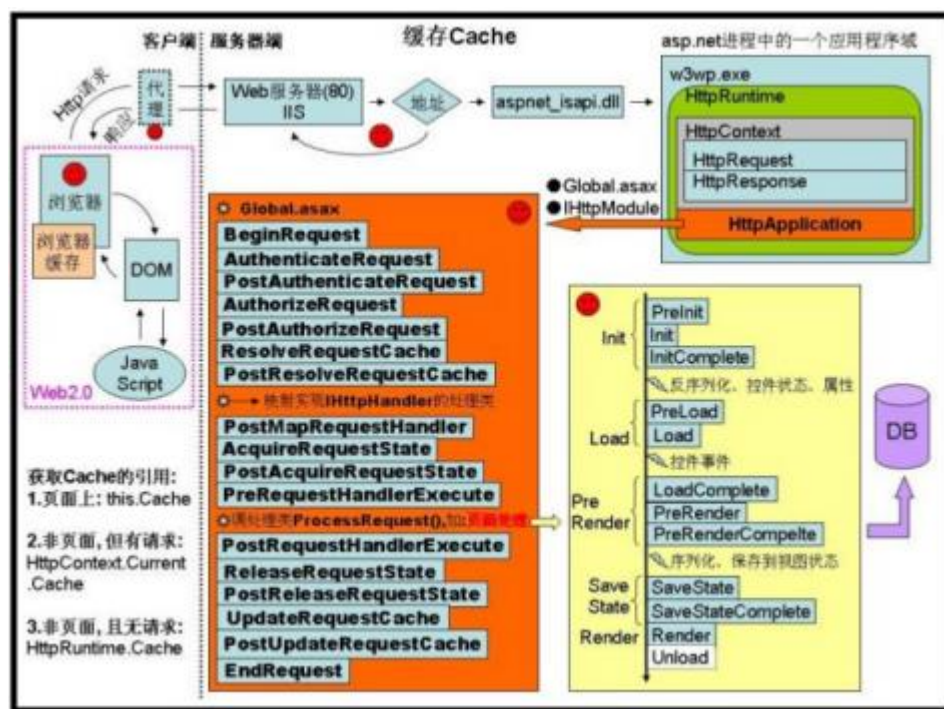 客户端
服务器端
缓存Cache
asp.net进程中的一个应用程序域
Http请求
响应
代理
Web服务器(80)
IIS
地址
aspnet_isapi.dll
w3wp.exe
HttpRuntime
HttpContext
HttpRequest
HttpResponse
HttpApplication
Global.asax
IHttpModule
浏览器
浏览器
缓存
DOM
Java
Script
Web2.0
获取Cache的引用:
1.页面上: this.Cache
2.非页面, 但有请求:
HttpContext.Current
.Cache
3.非页面, 且无请求:
HttpRuntime.Cache
Global.asax
BeginRequest
AuthenticateRequest
PostAuthenticateRequest
AuthorizeRequest
PostAuthorizeRequest
ResolveRequestCache
PostResolveRequestCache
映射实现IHttpHandler的处理类
PostMapRequestHandler
AcquireRequestState
PostAcquireRequestState
PreRequestHandlerExecute
处理类ProcessRequest(),
PostRequestHandlerExecute
ReleaseRequestState
PostReleaseRequestState
UpdateRequestCache
PostUpdateRequestCache
EndRequest
Init
PreInit
Init
InitComplete
反序列化、控件状态、属性
Load
PreLoad
Load
控件事件
Pre
Render
LoadComplete
PreRender
PreRenderCompelte
序列化、保存到视图状态
Save
State
SaveState
SaveStateComplete
Render
Render
Unload
DB